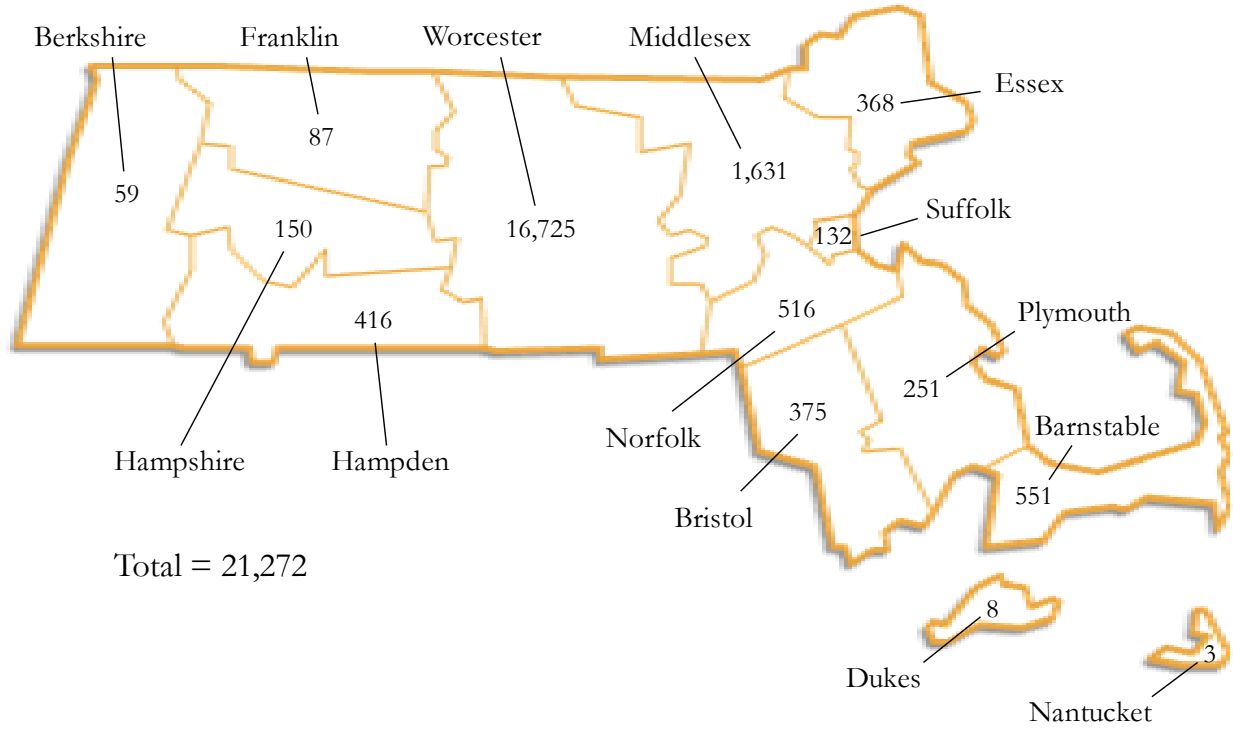 Berkshire
Franklin
Worcester
Middlesex
Essex
368
87
1,631
59
Suffolk
150
16,725
132
516
Plymouth
416
251
375
Barnstable
Norfolk
Hampshire
Hampden
551
Bristol
Total = 21,272
8
3
Dukes
Nantucket